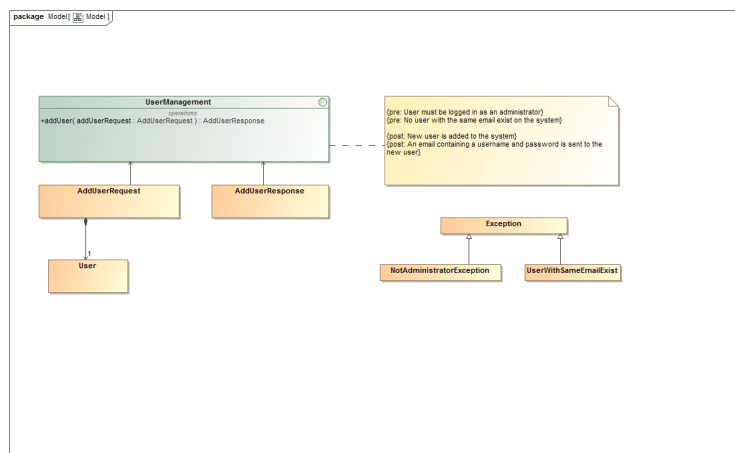 package Model [ Model ]
UserManagement
operations
+addUser( addUserRequest : AddUserRequest ) : AddUserResponse
{pre: User must be logged in as an administrator}
{pre: No user with the same email exist on the system}
{post: New user is added to the system}
{post: An email containing a username and password is sent to the
new user}
AddUserRequest
AddUserResponse
Exception
1
User
NotAdministratorException
UserWithSameEmailExist